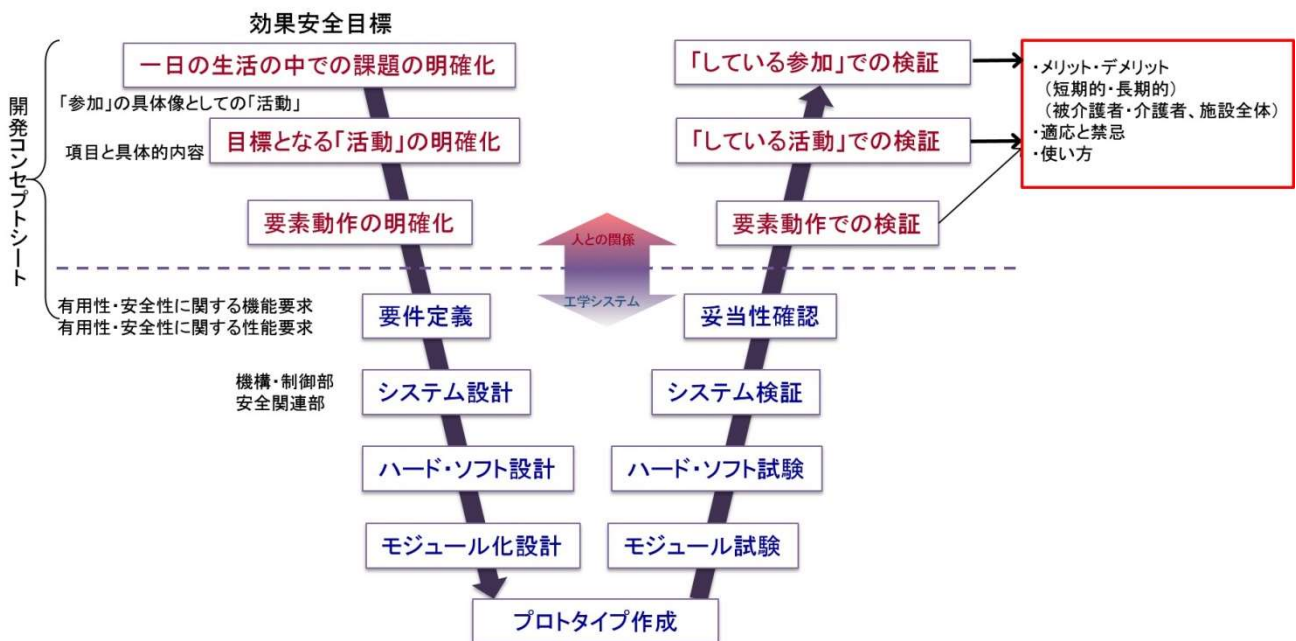 効果安全目標
一日の生活の中での課題の明確化
「参加」の具体像としての「活動」
目標となる「活動」の明確化
項目と具体的内容
要素動作の明確化
開発コンセプトシート
有用性・安全性に関する機能要求
有用性・安全性に関する性能要求
要件定義
機構・制御部
安全関連部
システム設計
ハード・ソフト設計
モジュール化設計
プロトタイプ作成
人との関係
工学システム
「している参加」での検証
「している活動」での検証
要素動作での検証
妥当性確認
システム検証
ハード・ソフト試験
モジュール試験
・メリット・デメリット
（短期的・長期的）
（被介護者・介護者、施設全体）
・適応と禁忌
・使い方